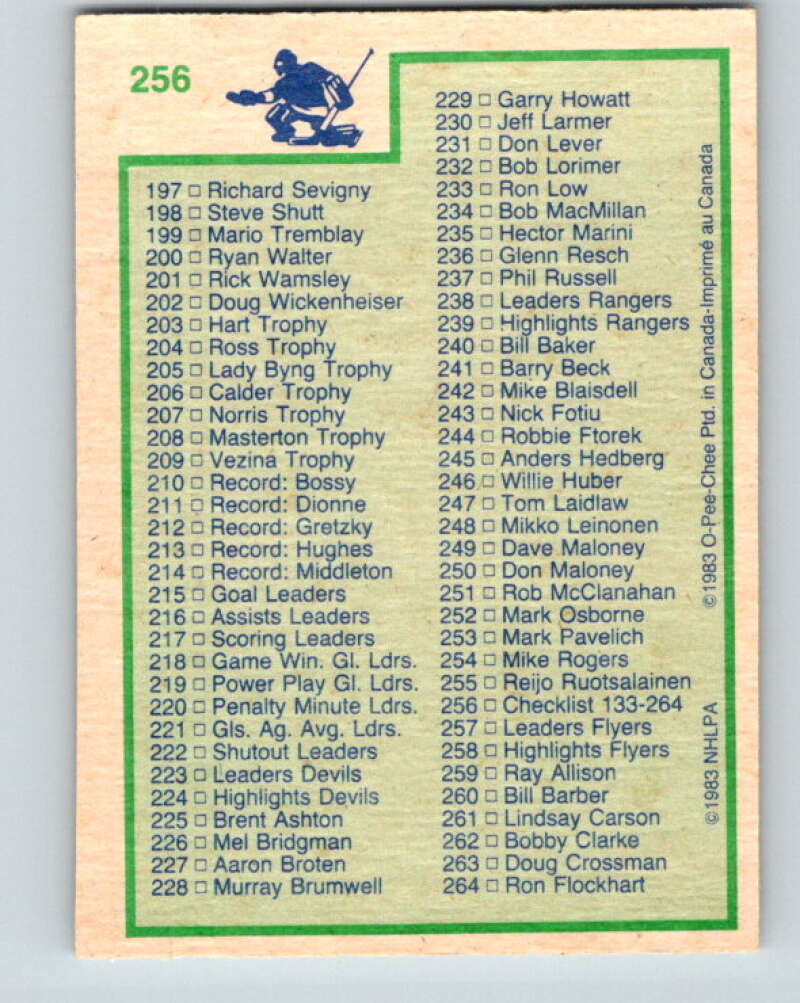 256
197 □ Richard Sevigny
198 □ Steve Shutt
199 □ Mario Tremblay
200 □ Ryan Walter
201 □ Rick Wamsley
202 □ Doug Wickenheiser
203 □ Hart Trophy
204 □ Ross Trophy
205 □ Lady Byng Trophy
206 □ Calder Trophy
207 □ Norris Trophy
208 □ Masterton Trophy
209 □ Vezina Trophy
210 □ Record: Bossy
211 □ Record: Dionne
212 □ Record: Gretzky
213 □ Record: Hughes
214 □ Record: Middleton
215 □ Goal Leaders
216 □ Assists Leaders
217 □ Scoring Leaders
218 □ Game Win. Gl. Ldrs.
219 □ Power Play Gl. Ldrs.
220 □ Penalty Minute Ldrs.
221 □ Gls. Ag. Avg. Ldrs.
222 □ Shutout Leaders
223 □ Leaders Devils
224 □ Highlights Devils
225 □ Brent Ashton
226 □ Mel Bridgman
227 □ Aaron Broten
228 □ Murray Brumwell
229 □ Garry Howatt
230 □ Jeff Larmer
231 □ Don Lever
232 □ Bob Lorimer
233 □ Ron Low
234 □ Bob MacMillan
235 □ Hector Marini
236 □ Glenn Resch
237 □ Phil Russell
238 □ Leaders Rangers
239 □ Highlights Rangers
240 □ Bill Baker
241 □ Barry Beck
242 □ Mike Blaisdell
243 □ Nick Fotiu
244 □ Robbie Ftorek
245 □ Anders Hedberg
246 □ Willie Huber
247 □ Tom Laidlaw
248 □ Mikko Leinonen
249 □ Dave Maloney
250 □ Don Maloney
251 □ Rob McClanahan
252 □ Mark Osborne
253 □ Mark Pavelich
254 □ Mike Rogers
255 □ Reijo Ruotsalainen
256 □ Checklist 133-264
257 □ Leaders Flyers
258 □ Highlights Flyers
259 □ Ray Allison
260 □ Bill Barber
261 □ Lindsay Carson
262 □ Bobby Clarke
263 □ Doug Crossman
264 □ Ron Flockhart
©1983 NHLPA ©1983 O-Pee-Chee Ptd. in Canada-Imprimé au Canada